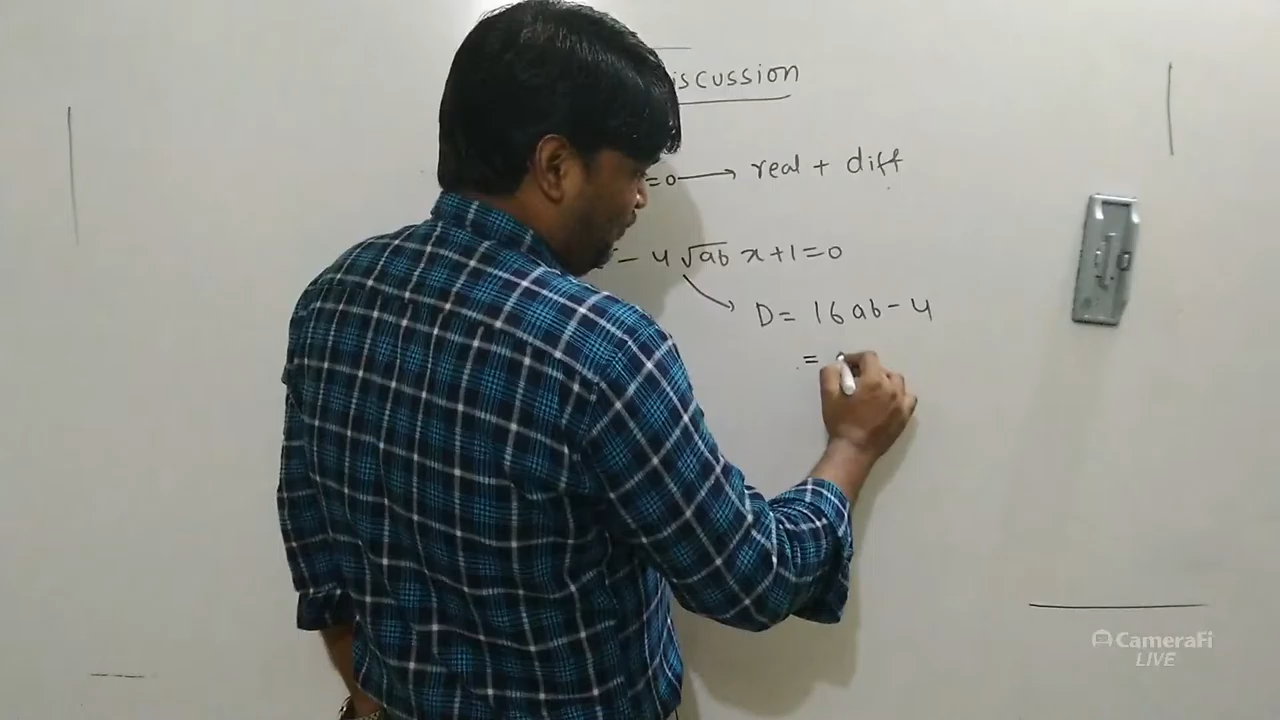 iscussion
=0 → real + diff
- 4 √ab x+1=0
D= 16ab-4
=
CameraFi
LIVE